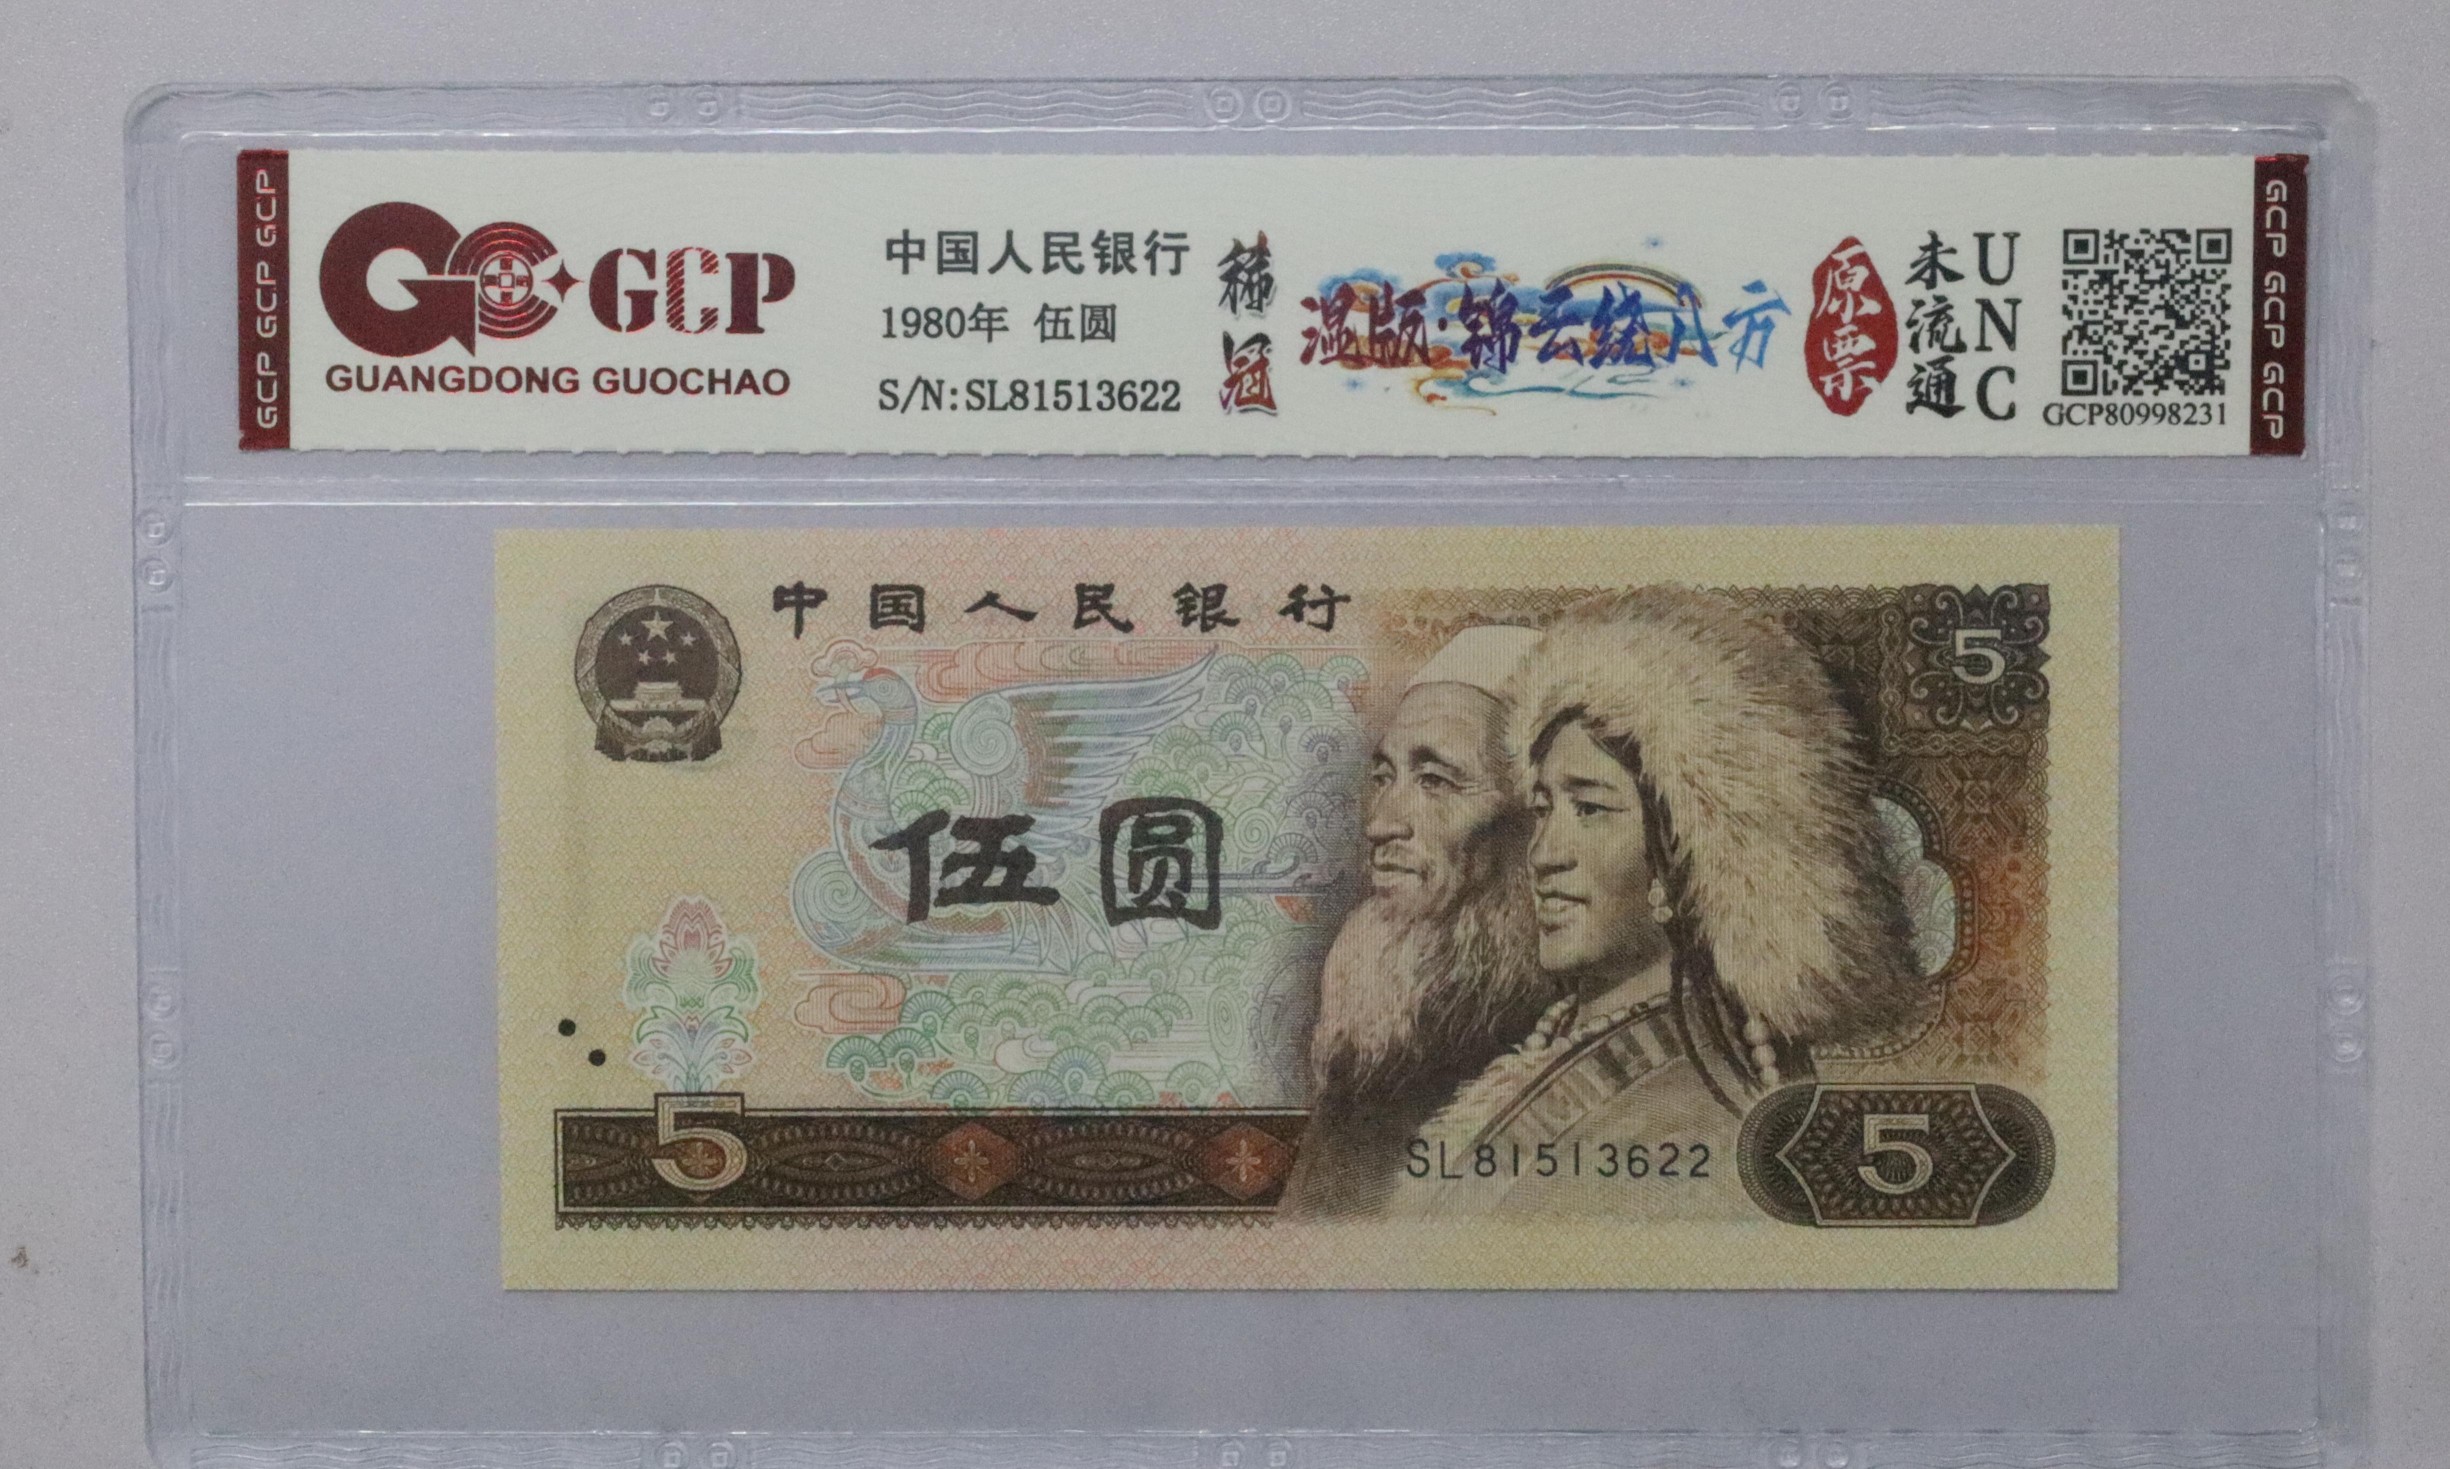 GCP GCP GCP
GCP
GUANGDONG GUOCHAO
中国人民银行
1980年 伍圆
S/N:SL81513622
稀冠
湿版·锦云绕八方
原票
未流通
UNC
GCP80998231
GCP GCP GCP
中国人民银行
5
伍圆
5
SL81513622
5